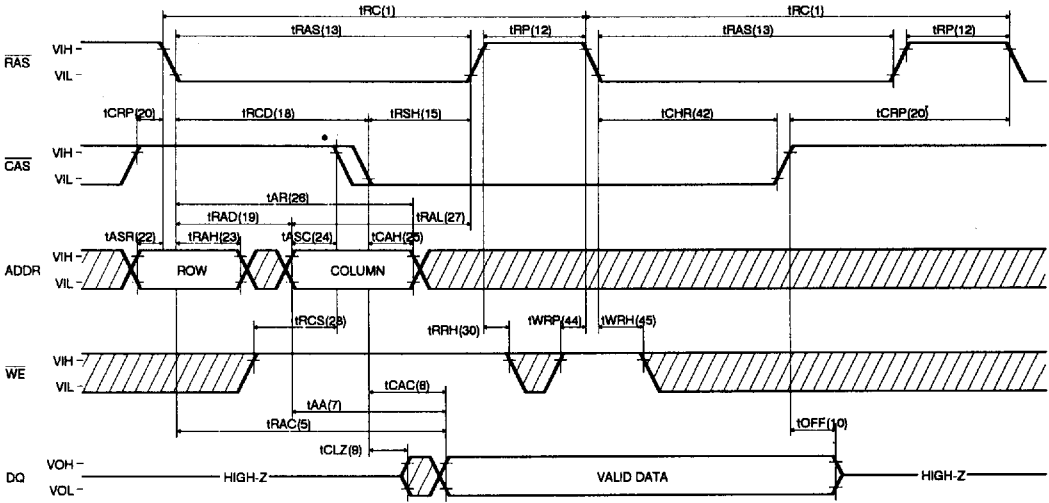 tRC(1) tRC(1)
tRAS(13) tRP(12) tRAS(13) tRP(12)
RAS VIH
VIL
tCRP(20) tRCD(18) tRSH(15) tCHR(42) tCRP(20)
CAS VIH
VIL
tAR(26)
tRAD(19) tRAL(27)
tASR(22) tRAH(23) tASC(24) tCAH(25)
ADDR VIH
VIL
ROW COLUMN
tRCS(28) tRRH(30) tWRP(44) tWRH(45)
WE VIH
VIL
tCAC(8)
tAA(7)
tRAC(5) tOFF(10)
tCLZ(9)
DQ VOH
VOL
HIGH-Z VALID DATA HIGH-Z